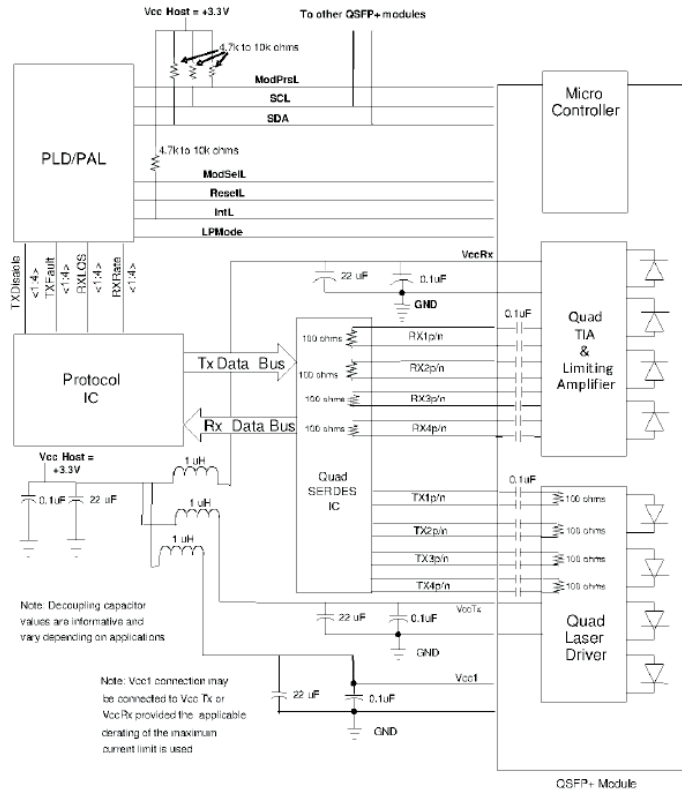 Vcc Host = +3.3V
To other QSFP+ modules
4.7k to 10k ohms
ModPrsL
SCL
SDA
4.7k to 10k ohms
ModSelL
ResetL
IntL
LPMode
PLD/PAL
Micro
Controller
TXDisable
<1:4>
TXFault
<1:4>
RXLOS
<1:4>
RXRate
<1:4>
VccRx
22 uF
0.1uF
GND
0.1uF
Quad
TIA
&
Limiting
Amplifier
Protocol
IC
Tx Data Bus
Rx Data Bus
100 ohms
100 ohms
100 ohms
100 ohms
RX1p/n
RX2p/n
RX3p/n
RX4p/n
Quad
SERDES
IC
Vcc Host =
+3.3V
0.1uF
22 uF
1 uH
1 uH
1 uH
0.1uF
TX1p/n
TX2p/n
TX3p/n
TX4p/n
100 ohms
100 ohms
100 ohms
100 ohms
Quad
Laser
Driver
Note: Decoupling capacitor
values are informative and
vary depending on applications
22 uF
0.1uF
VccTx
GND
Note: Vcc1 connection may
be connected to Vcc Tx or
VccRx provided the applicable
derating of the maximum
current limit is used
Vcc1
22 uF
0.1uF
GND
QSFP+ Module